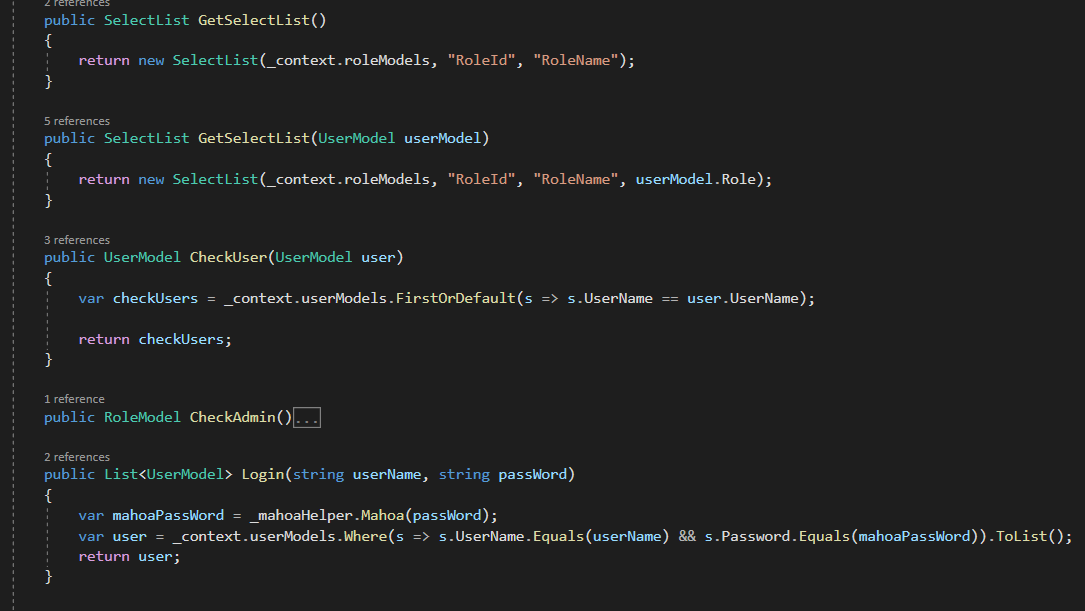 2 references
public SelectList GetSelectList()
{
return new SelectList(_context.roleModels, "RoleId", "RoleName");
}
5 references
public SelectList GetSelectList(UserModel userModel)
{
return new SelectList(_context.roleModels, "RoleId", "RoleName", userModel.Role);
}
3 references
public UserModel CheckUser(UserModel user)
{
var checkUsers = _context.userModels.FirstOrDefault(s => s.UserName == user.UserName);
return checkUsers;
}
1 reference
public RoleModel CheckAdmin()...
2 references
public List<UserModel> Login(string userName, string passWord)
{
var mahoaPassWord = _mahoaHelper.Mahoa(passWord);
var user = _context.userModels.Where(s => s.UserName.Equals(userName) && s.Password.Equals(mahoaPassWord)).ToList();
return user;
}